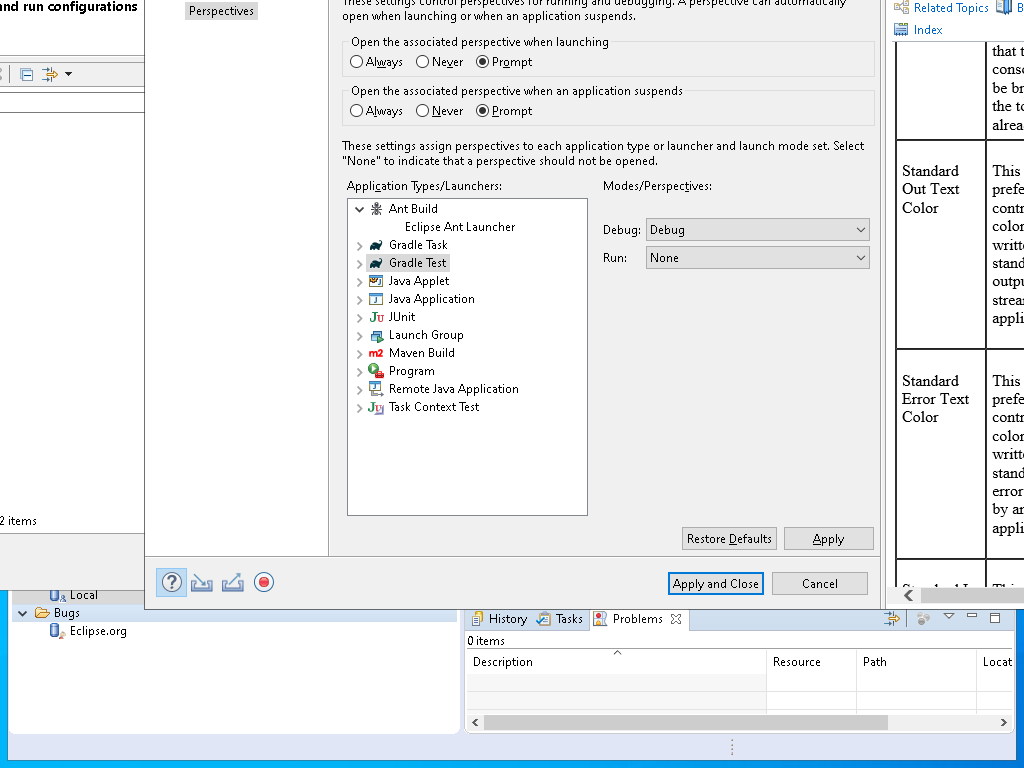 and run configurations
2 items
Perspectives
These settings control perspectives for running and debugging. A perspective can automatically
open when launching or when an application suspends.
Open the associated perspective when launching
Always
Never
Prompt
Open the associated perspective when an application suspends
Always
Never
Prompt
These settings assign perspectives to each application type or launcher and launch mode set. Select
"None" to indicate that a perspective should not be opened.
Application Types/Launchers:
Ant Build
Eclipse Ant Launcher
Gradle Task
Gradle Test
Java Applet
Java Application
JUnit
Launch Group
Maven Build
Program
Remote Java Application
Task Context Test
Modes/Perspectives:
Debug: Debug
Run: None
Restore Defaults
Apply
Apply and Close
Cancel
Related Topics
B
Index
that t
conso
be br
the to
alrea
Standard
Out Text
Color
This
prefe
contr
color
writte
stand
outpu
strea
appli
Standard
Error Text
Color
This
prefe
contr
color
writte
stand
error
by an
appli
Local
Bugs
Eclipse.org
History
Tasks
Problems
0 items
Description
Resource
Path
Locat